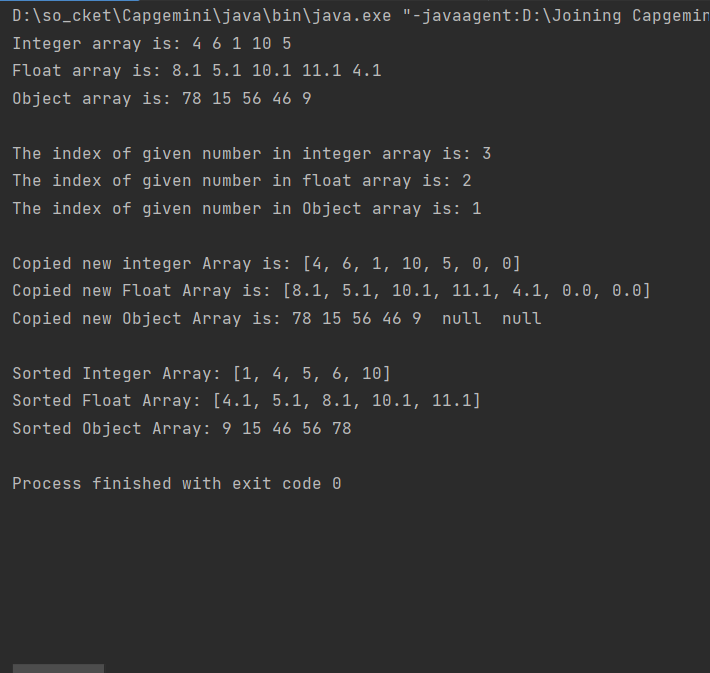 D:\so_cket\Capgemini\java\bin\java.exe "-javaagent:D:\Joining Capgemin
Integer array is: 4 6 1 10 5
Float array is: 8.1 5.1 10.1 11.1 4.1
Object array is: 78 15 56 46 9
The index of given number in integer array is: 3
The index of given number in float array is: 2
The index of given number in Object array is: 1
Copied new integer Array is: [4, 6, 1, 10, 5, 0, 0]
Copied new Float Array is: [8.1, 5.1, 10.1, 11.1, 4.1, 0.0, 0.0]
Copied new Object Array is: 78 15 56 46 9  null  null
Sorted Integer Array: [1, 4, 5, 6, 10]
Sorted Float Array: [4.1, 5.1, 8.1, 10.1, 11.1]
Sorted Object Array: 9 15 46 56 78
Process finished with exit code 0